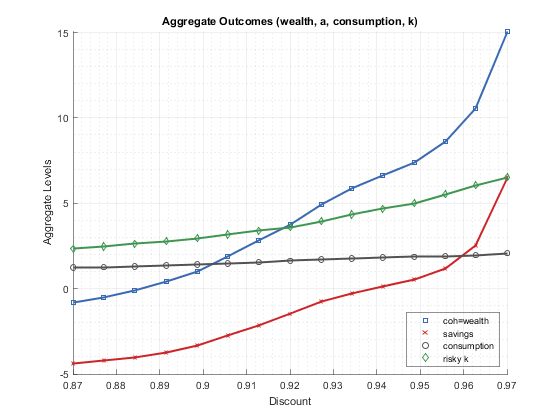 Aggregate Outcomes (wealth, a, consumption, k)
15
10
5
0
-5
Aggregate Levels
0.87 0.88 0.89 0.9 0.91 0.92 0.93 0.94 0.95 0.96 0.97
Discount
coh=wealth
savings
consumption
risky k